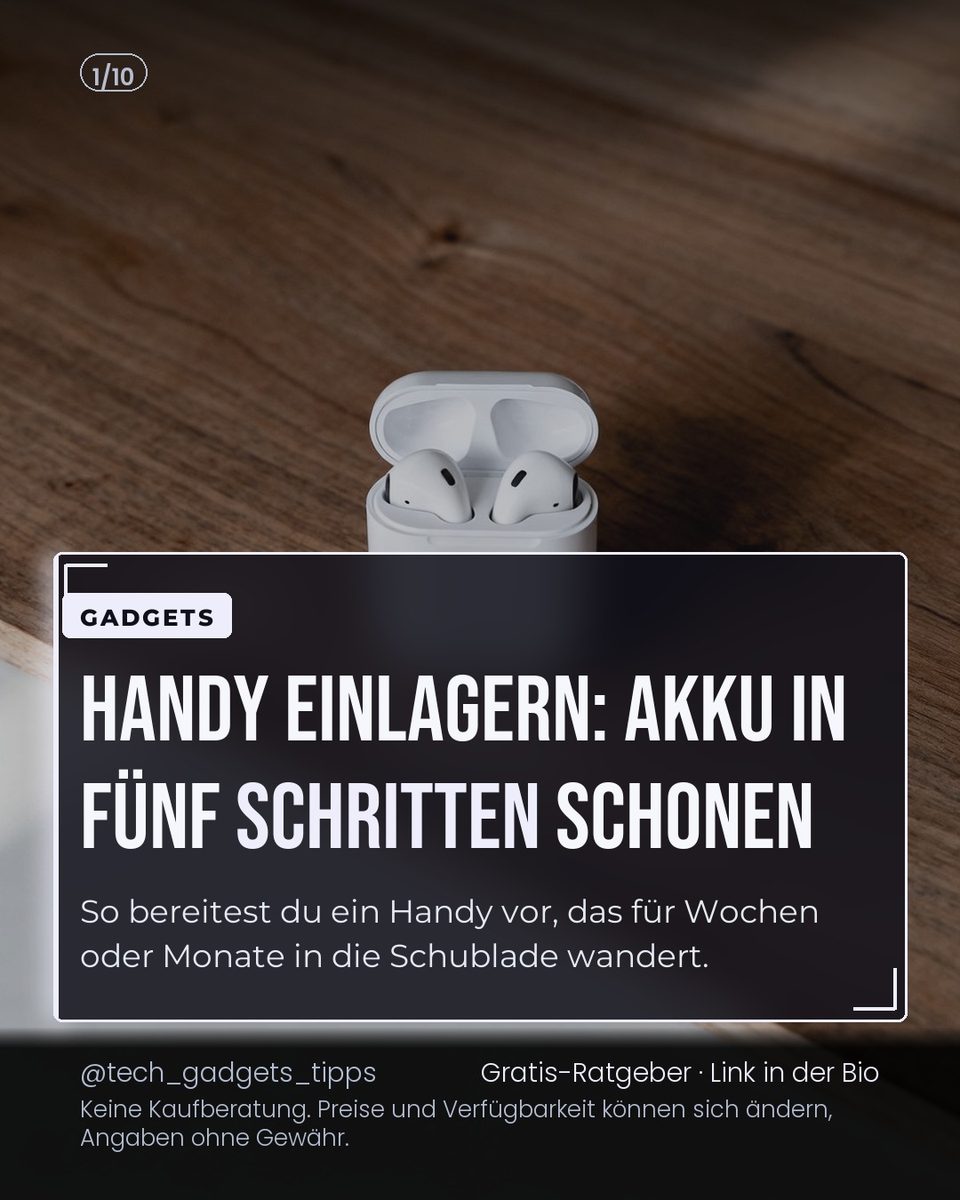 1/10
GADGETS
HANDY EINLAGERN: AKKU IN
FÜNF SCHRITTEN SCHONEN
So bereitest du ein Handy vor, das für Wochen
oder Monate in die Schublade wandert.
@tech_gadgets_tipps
Gratis-Ratgeber · Link in der Bio
Keine Kaufberatung. Preise und Verfügbarkeit können sich ändern,
Angaben ohne Gewähr.